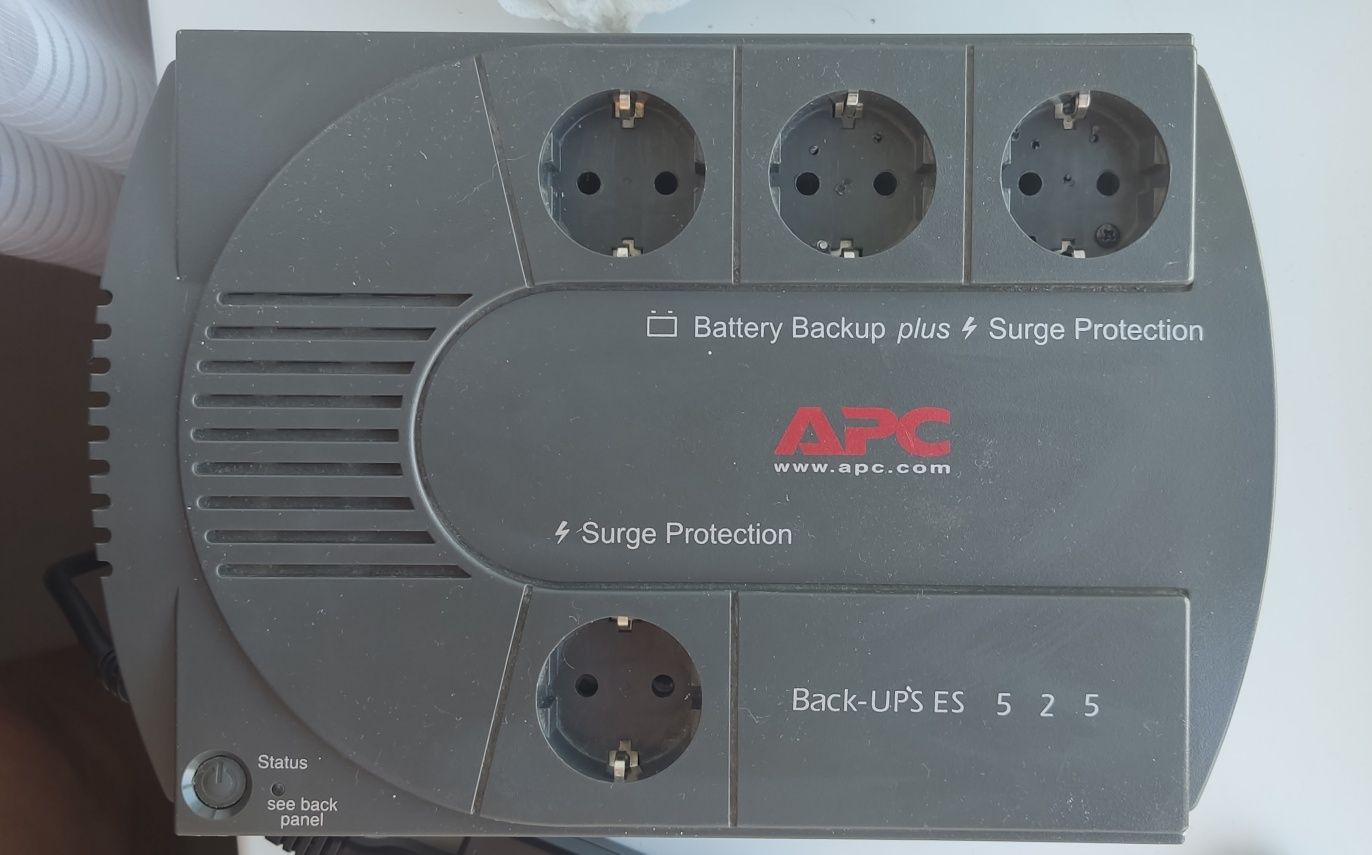 Battery Backup plus Surge Protection
APC
www.apc.com
Surge Protection
Back-UPS ES 5 2 5
Status
see back
panel